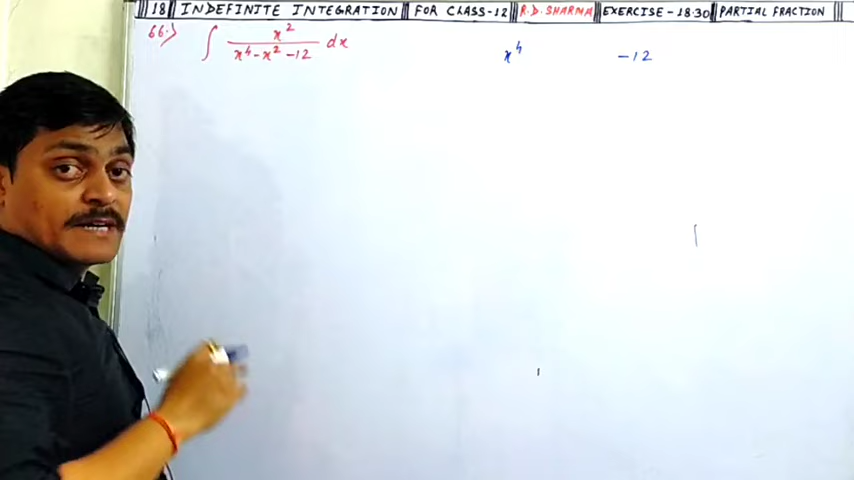 18 INDEFINITE INTEGRATION FOR CLASS-12 R.D. SHARMA EXERCISE-18.30 PARTIAL FRACTION
66.) ∫ x² / (x⁴ - x² - 12) dx
x⁴ -12